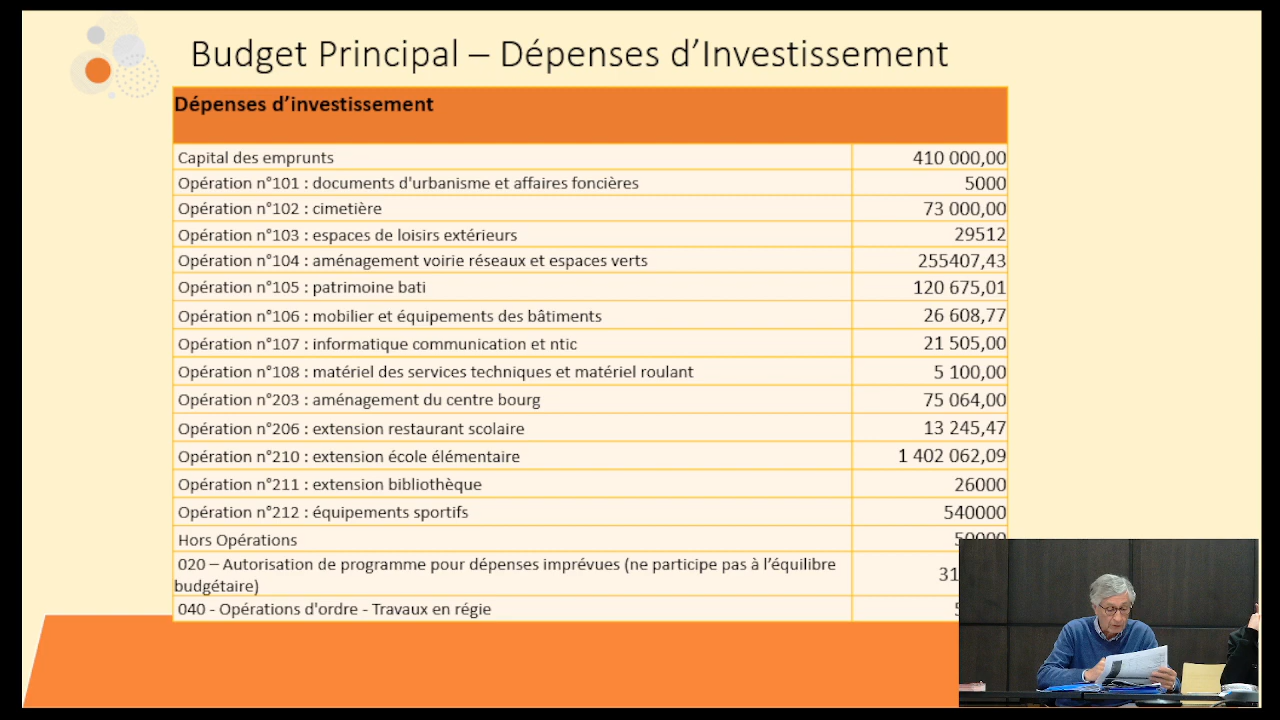 Budget Principal – Dépenses d’Investissement
Dépenses d’investissement
Capital des emprunts 410 000,00
Opération n°101 : documents d'urbanisme et affaires foncières 5000
Opération n°102 : cimetière 73 000,00
Opération n°103 : espaces de loisirs extérieurs 29512
Opération n°104 : aménagement voirie réseaux et espaces verts 255407,43
Opération n°105 : patrimoine bati 120 675,01
Opération n°106 : mobilier et équipements des bâtiments 26 608,77
Opération n°107 : informatique communication et ntic 21 505,00
Opération n°108 : matériel des services techniques et matériel roulant 5 100,00
Opération n°203 : aménagement du centre bourg 75 064,00
Opération n°206 : extension restaurant scolaire 13 245,47
Opération n°210 : extension école élémentaire 1 402 062,09
Opération n°211 : extension bibliothèque 26000
Opération n°212 : équipements sportifs 540000
Hors Opérations
020 – Autorisation de programme pour dépenses imprévues (ne participe pas à l’équilibre
budgétaire)
040 - Opérations d'ordre - Travaux en régie